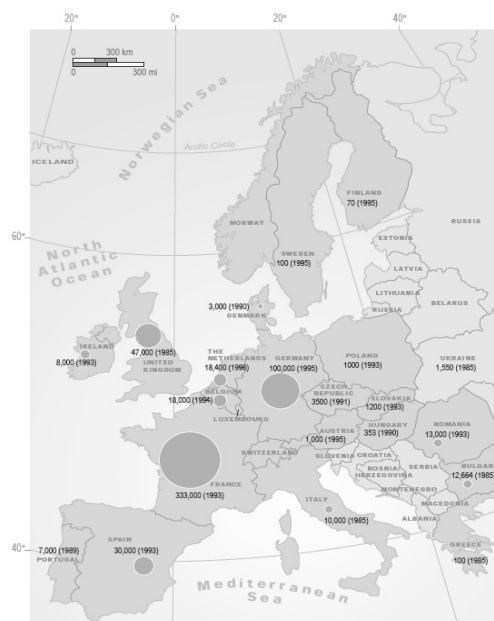 20°
0°
20°
40°
0 300 km
0 300 mi
Norwegian Sea
Arctic Circle
ICELAND
FINLAND
70 (1995)
NORWAY
RUSSIA
SWEDEN
100 (1995)
ESTONIA
60°
North
Atlantic
Ocean
LATVIA
LITHUANIA
RUSSIA
BELARUS
3,000 (1990)
DENMARK
IRELAND
8,000 (1993)
47,000 (1985)
UNITED
KINGDOM
THE
NETHERLANDS
18,400 (1996)
GERMANY
100,000 (1995)
POLAND
1000 (1993)
UKRAINE
1,550 (1985)
BELGIUM
18,000 (1994)
LUXEMBOURG
CZECH
REPUBLIC
3500 (1991)
SLOVAKIA
1200 (1993)
AUSTRIA
1,000 (1995)
HUNGARY
353 (1990)
ROMANIA
13,000 (1993)
SWITZERLAND
SLOVENIA
CROATIA
BOSNIA
HERZEGOVINA
SERBIA
MONTENEGRO
BULGAR
12,664 (1985)
FRANCE
333,000 (1993)
ITALY
10,000 (1985)
MACEDONIA
ALBANIA
GREECE
100 (1985)
40°
7,000 (1989)
PORTUGAL
SPAIN
30,000 (1993)
Mediterranean
Sea